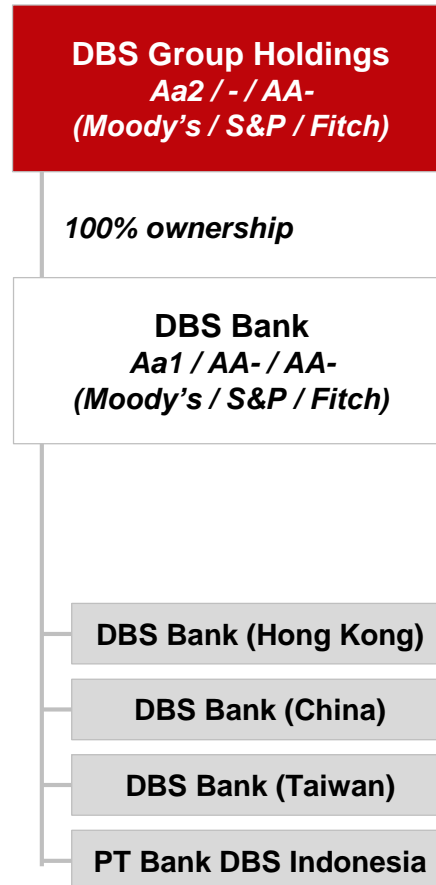 DBS Group Holdings
Aa2 / - / AA-
(Moody's / S&P / Fitch)
100% ownership
DBS Bank
Aa1 / AA- / AA-
(Moody's / S&P / Fitch)
DBS Bank (Hong Kong)
DBS Bank (China)
DBS Bank (Taiwan)
PT Bank DBS Indonesia